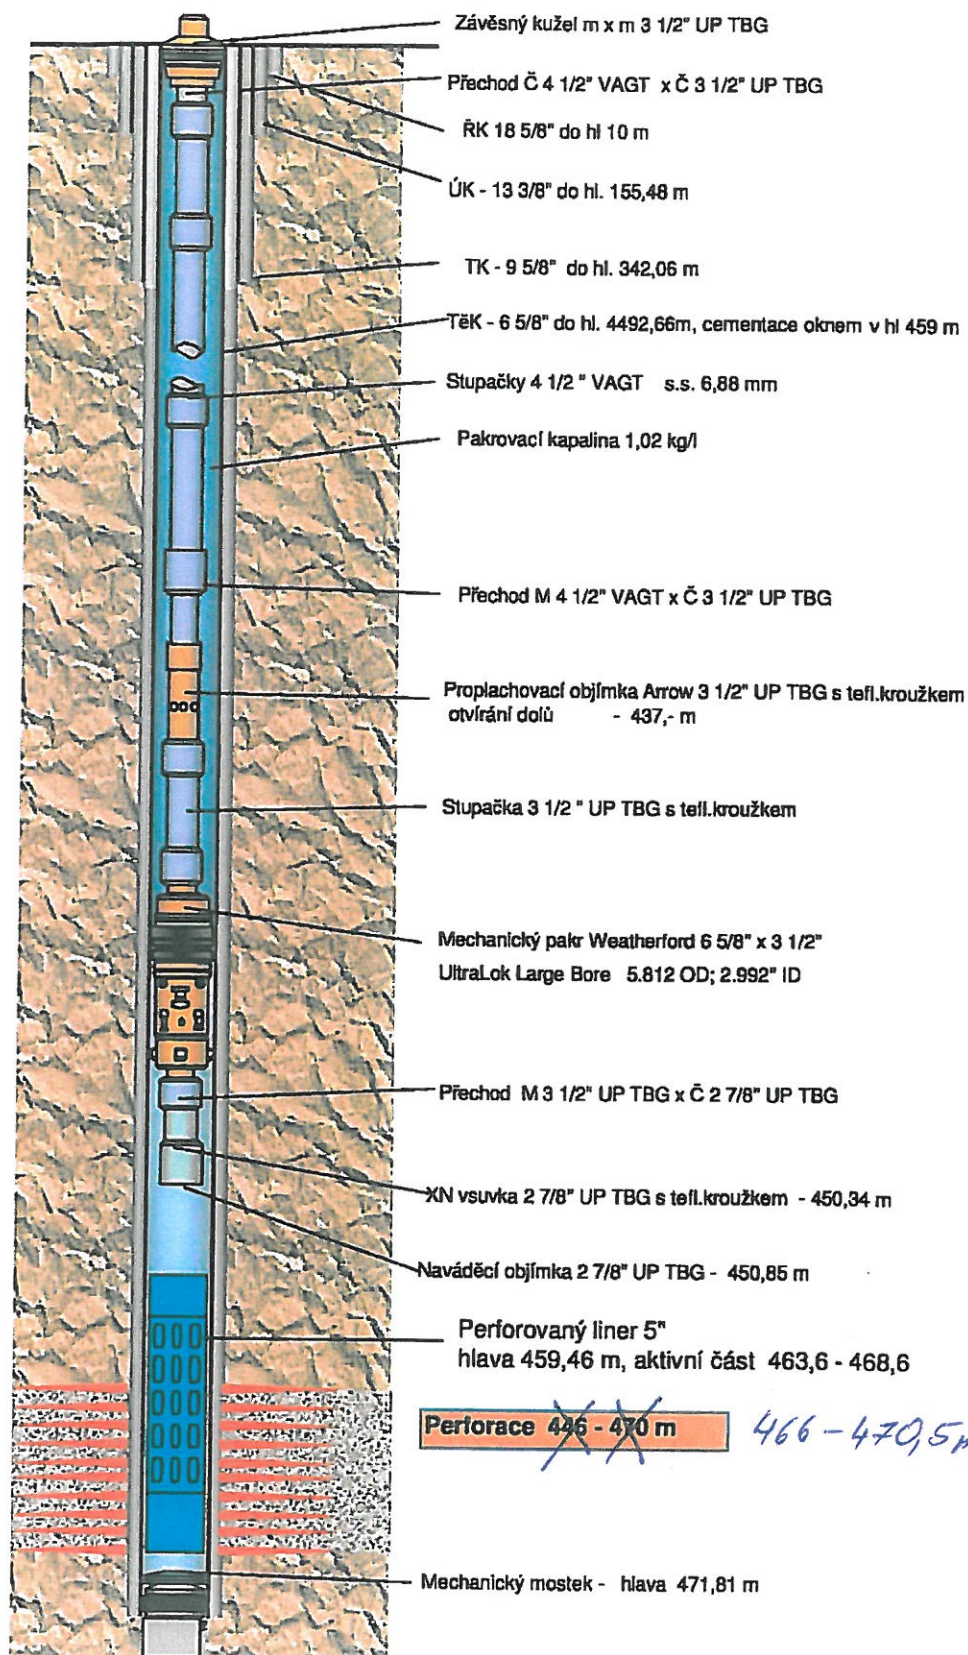 Závěsný kužel m x m 3 1/2" UP TBG
Přechod Č 4 1/2" VAGT x Č 3 1/2" UP TBG
ŘK 18 5/8" do hl 10 m
ÚK - 13 3/8" do hl. 155,48 m
TK - 9 5/8" do hl. 342,06 m
TěK - 6 5/8" do hl. 4492,66m, cementace oknem v hl 459 m
Stupačky 4 1/2 " VAGT s.s. 6,88 mm
Pakrovací kapalina 1,02 kg/l
Přechod M 4 1/2" VAGT x Č 3 1/2" UP TBG
Proplachovací objímka Arrow 3 1/2" UP TBG s tefl.kroužkem
otvírání dolů - 437,- m
Stupačka 3 1/2 " UP TBG s tefl.kroužkem
Mechanický pakr Weatherford 6 5/8" x 3 1/2"
UltraLok Large Bore 5.812 OD; 2.992" ID
Přechod M 3 1/2" UP TBG x Č 2 7/8" UP TBG
XN vsuvka 2 7/8" UP TBG s tefl.kroužkem - 450,34 m
Naváděcí objímka 2 7/8" UP TBG - 450,85 m
Perforovaný liner 5"
hlava 459,46 m, aktivní část 463,6 - 468,6
Perforace 446 - 470 m 466 - 470,5
Mechanický mostek - hlava 471,81 m